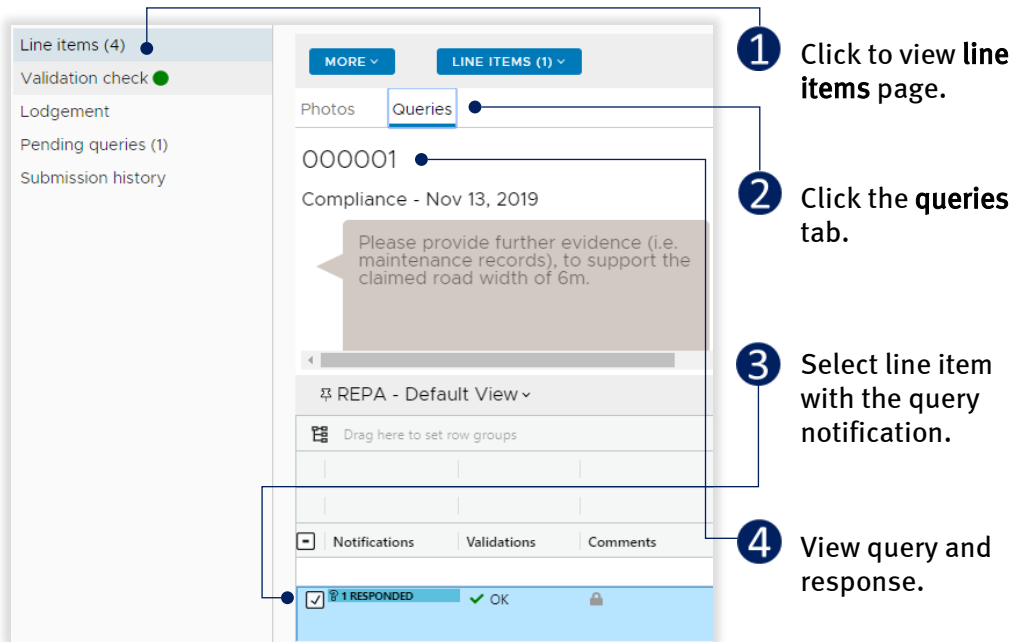 Line items (4)
Validation check
Lodgement
Pending queries (1)
Submission history
MORE
LINE ITEMS (1)
Photos Queries
000001
Compliance - Nov 13, 2019
Please provide further evidence (i.e.
maintenance records), to support the
claimed road width of 6m.
REPA - Default View
Drag here to set row groups
Notifications Validations Comments
1 RESPONDED OK
1 Click to view line
items page.
2 Click the queries
tab.
3 Select line item
with the query
notification.
4 View query and
response.